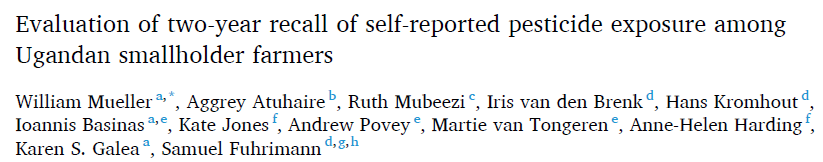 Evaluation of two-year recall of self-reported pesticide exposure among
Ugandan smallholder farmers
William Mueller a,*, Aggrey Atuhaire b, Ruth Mubeezi c, Iris van den Brenk d, Hans Kromhout d,
Ioannis Basinas a,e, Kate Jones f, Andrew Povey e, Martie van Tongeren e, Anne-Helen Harding f,
Karen S. Galea a, Samuel Fuhrimann d,g,h